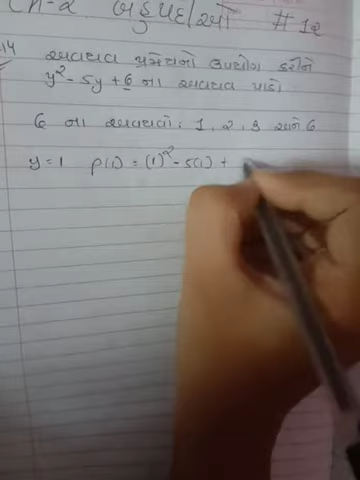 Ch-2 બહુપદીઓ #12
14 અવયવ પ્રમેયનો ઉપયોગ કરીને
y² - 5y + 6 ના અવયવ પાડો
6 ના અવયવો : 1, 2, 3 અને 6
y = 1 p(1) = (1)² - 5(1) +